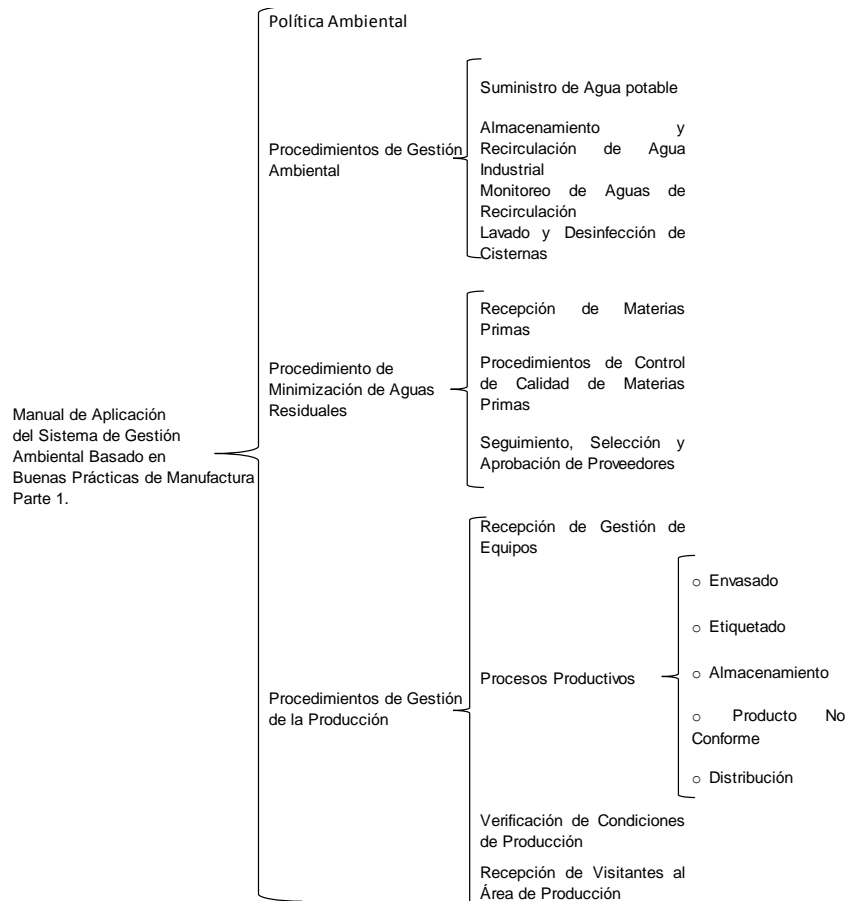 Manual de Aplicación
del Sistema de Gestión
Ambiental Basado en
Buenas Prácticas de Manufactura
Parte 1.
Política Ambiental
Procedimientos de Gestión
Ambiental
Suministro de Agua potable
Almacenamiento y
Recirculación de Agua
Industrial
Monitoreo de Aguas de
Recirculación
Lavado y Desinfección de
Cisternas
Procedimiento de
Minimización de Aguas
Residuales
Recepción de Materias
Primas
Procedimientos de Control
de Calidad de Materias
Primas
Seguimiento, Selección y
Aprobación de Proveedores
Procedimientos de Gestión
de la Producción
Recepción de Gestión de
Equipos
Procesos Productivos
o Envasado
o Etiquetado
o Almacenamiento
o Producto No
Conforme
o Distribución
Verificación de Condiciones
de Producción
Recepción de Visitantes al
Área de Producción